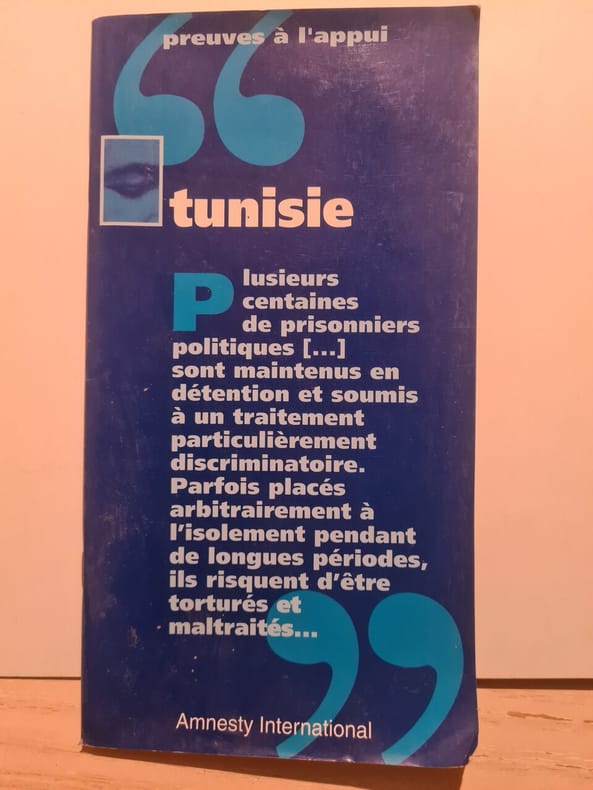 preuves à l'appui
tunisie
Plusieurs
centaines
de prisonniers
politiques [...]
sont maintenus en
détention et soumis
à un traitement
particulièrement
discriminatoire.
Parfois placés
arbitrairement à
l'isolement pendant
de longues périodes,
ils risquent d'être
torturés et
maltraités...
Amnesty International